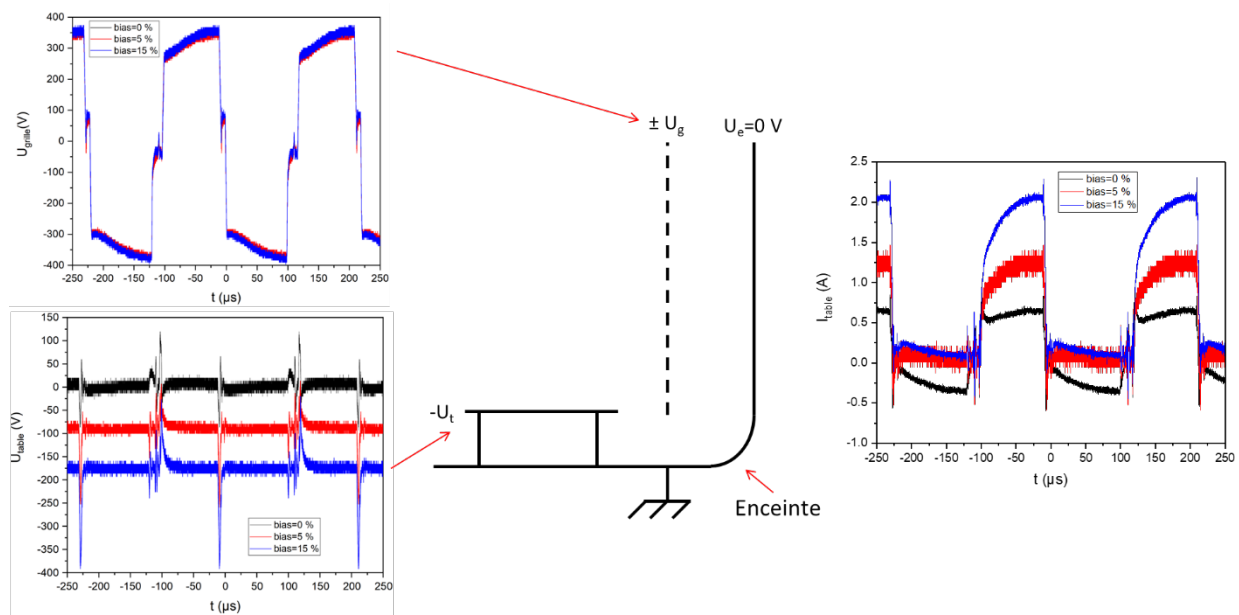 400
300
200
100
0
-100
-200
300
400
U_grille(V)
bias=0 %
bias=5 %
bias=15 %
-250 -200 -150 -100 -50 0 50 100 150 200 250
t (µs)
150
100
50
0
-50
-100
-150
-200
-250
-300
-350
400
U_table (V)
bias=0 %
bias=5 %
bias=15 %
-250 -200 -150 -100 -50 0 50 100 150 200 250
t (µs)
± U_g
U_e=0 V
-U_t
Enceinte
2.5
2.0
1.5
1.0
0.5
0.0
-0.5
-1.0
I_table (A)
bias=0 %
bias=5 %
bias=15 %
-250 -200 -150 -100 -50 0 50 100 150 200 250
t (µs)